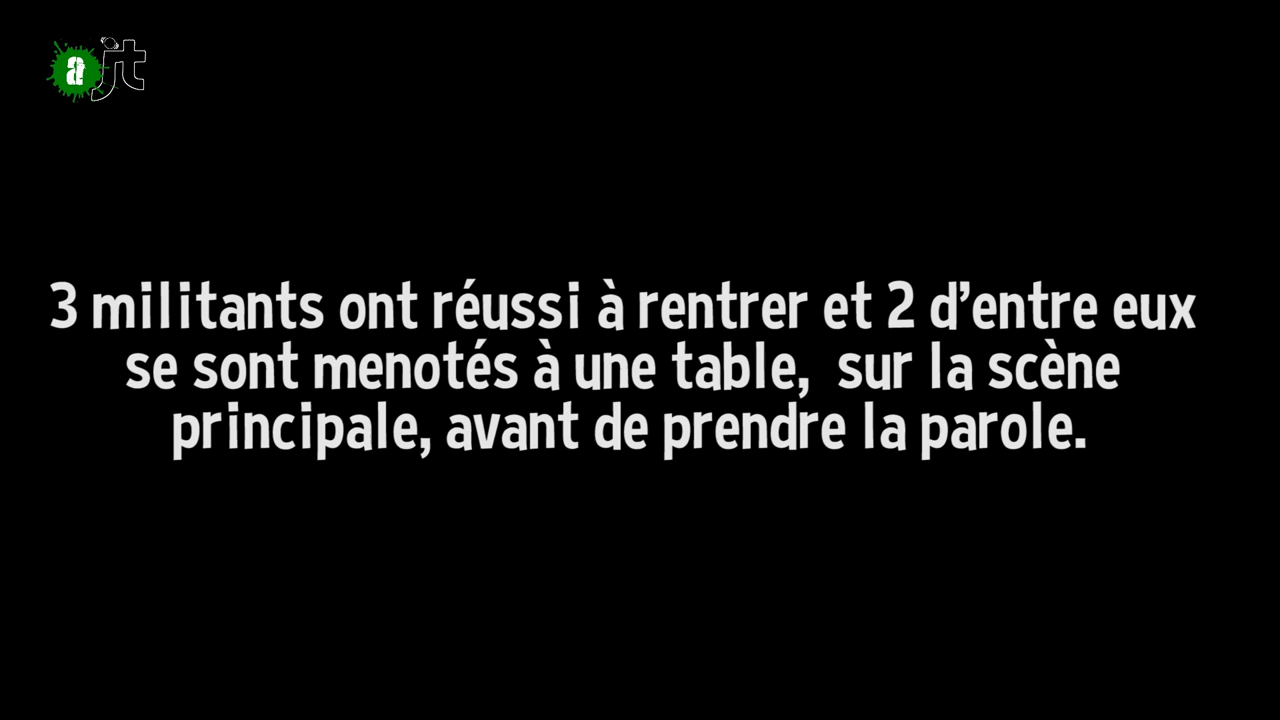 ajt
3 militants ont réussi à rentrer et 2 d'entre eux
se sont menotés à une table, sur la scène
principale, avant de prendre la parole.